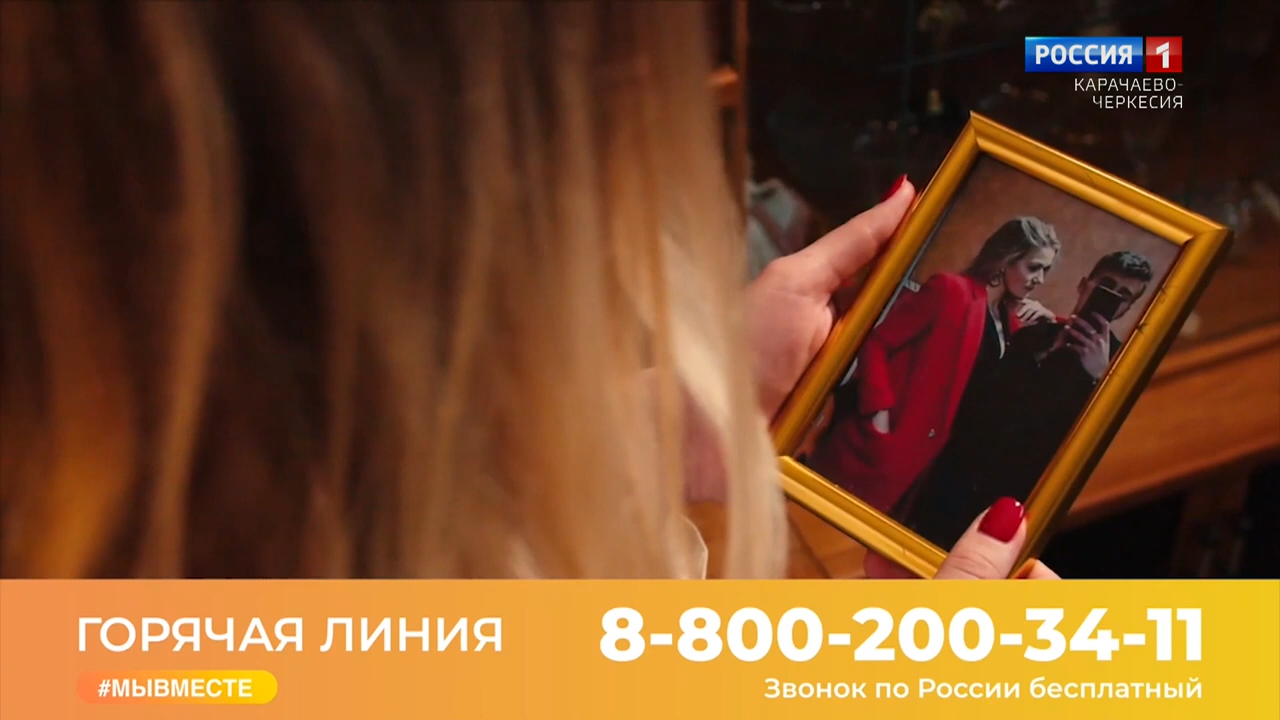 РОССИЯ 1
КАРАЧАЕВО-
ЧЕРКЕСИЯ
ГОРЯЧАЯ ЛИНИЯ
8-800-200-34-11
#МЫВМЕСТЕ
Звонок по России бесплатный